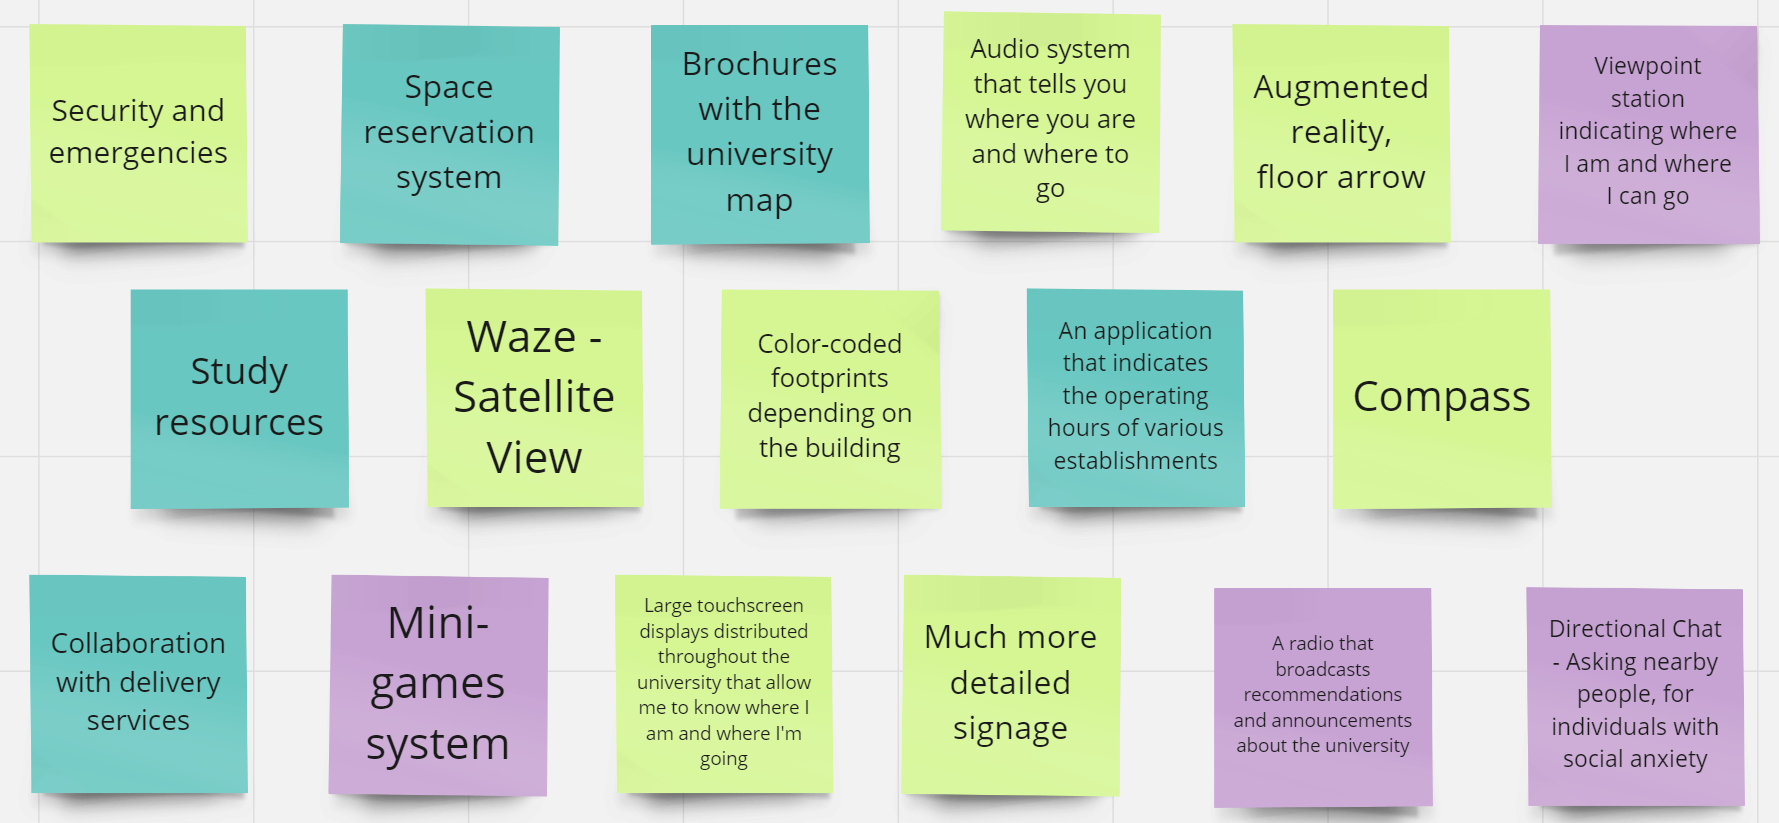 Security and
emergencies
Space
reservation
system
Brochures
with the
university
map
Audio system
that tells you
where you are
and where to
go
Augmented
reality,
floor arrow
Viewpoint
station
indicating where
I am and where
I can go
Study
resources
Waze -
Satellite
View
Color-coded
footprints
depending on
the building
An application
that indicates
the operating
hours of various
establishments
Compass
Collaboration
with delivery
services
Mini-
games
system
Large touchscreen
displays distributed
throughout the
university that allow
me to know where I
am and where I'm
going
Much more
detailed
signage
A radio that
broadcasts
recommendations
and announcements
about the university
Directional Chat
- Asking nearby
people, for
individuals with
social anxiety